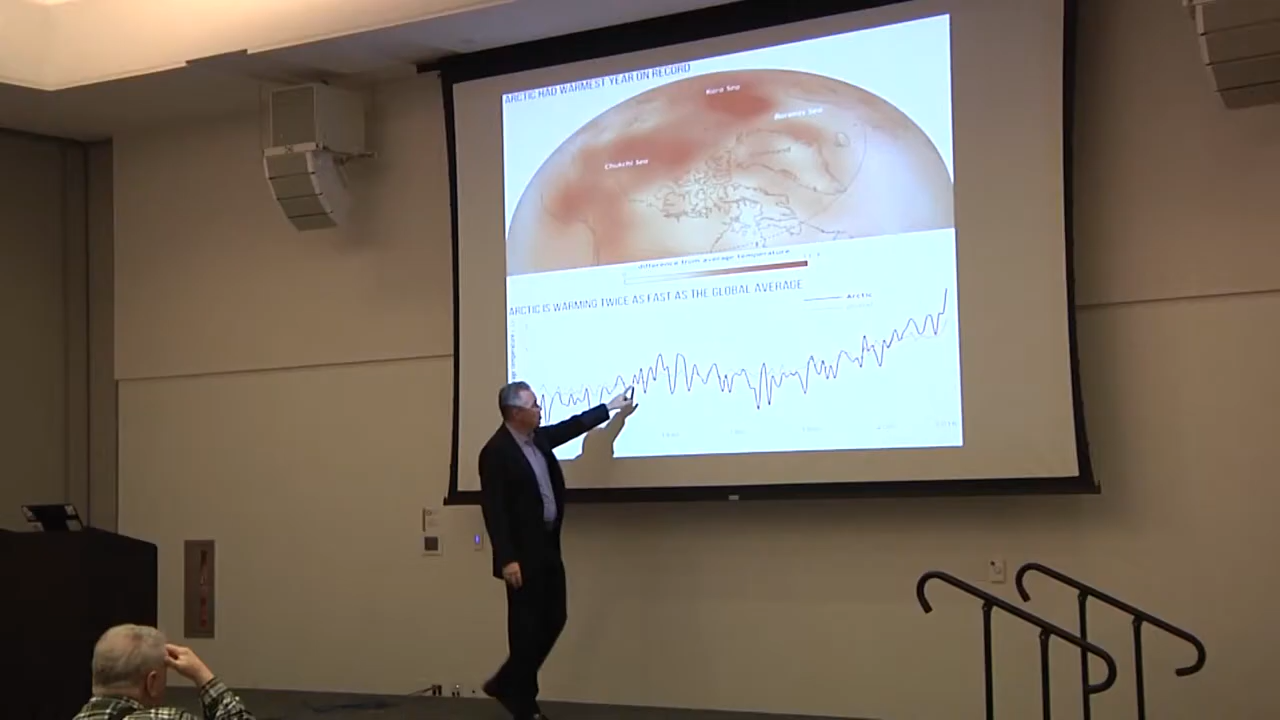 ARCTIC HAD WARMEST YEAR ON RECORD
Kara Sea
Barents Sea
Chukchi Sea
difference from average temperature
ARCTIC IS WARMING TWICE AS FAST AS THE GLOBAL AVERAGE
Arctic
temperature